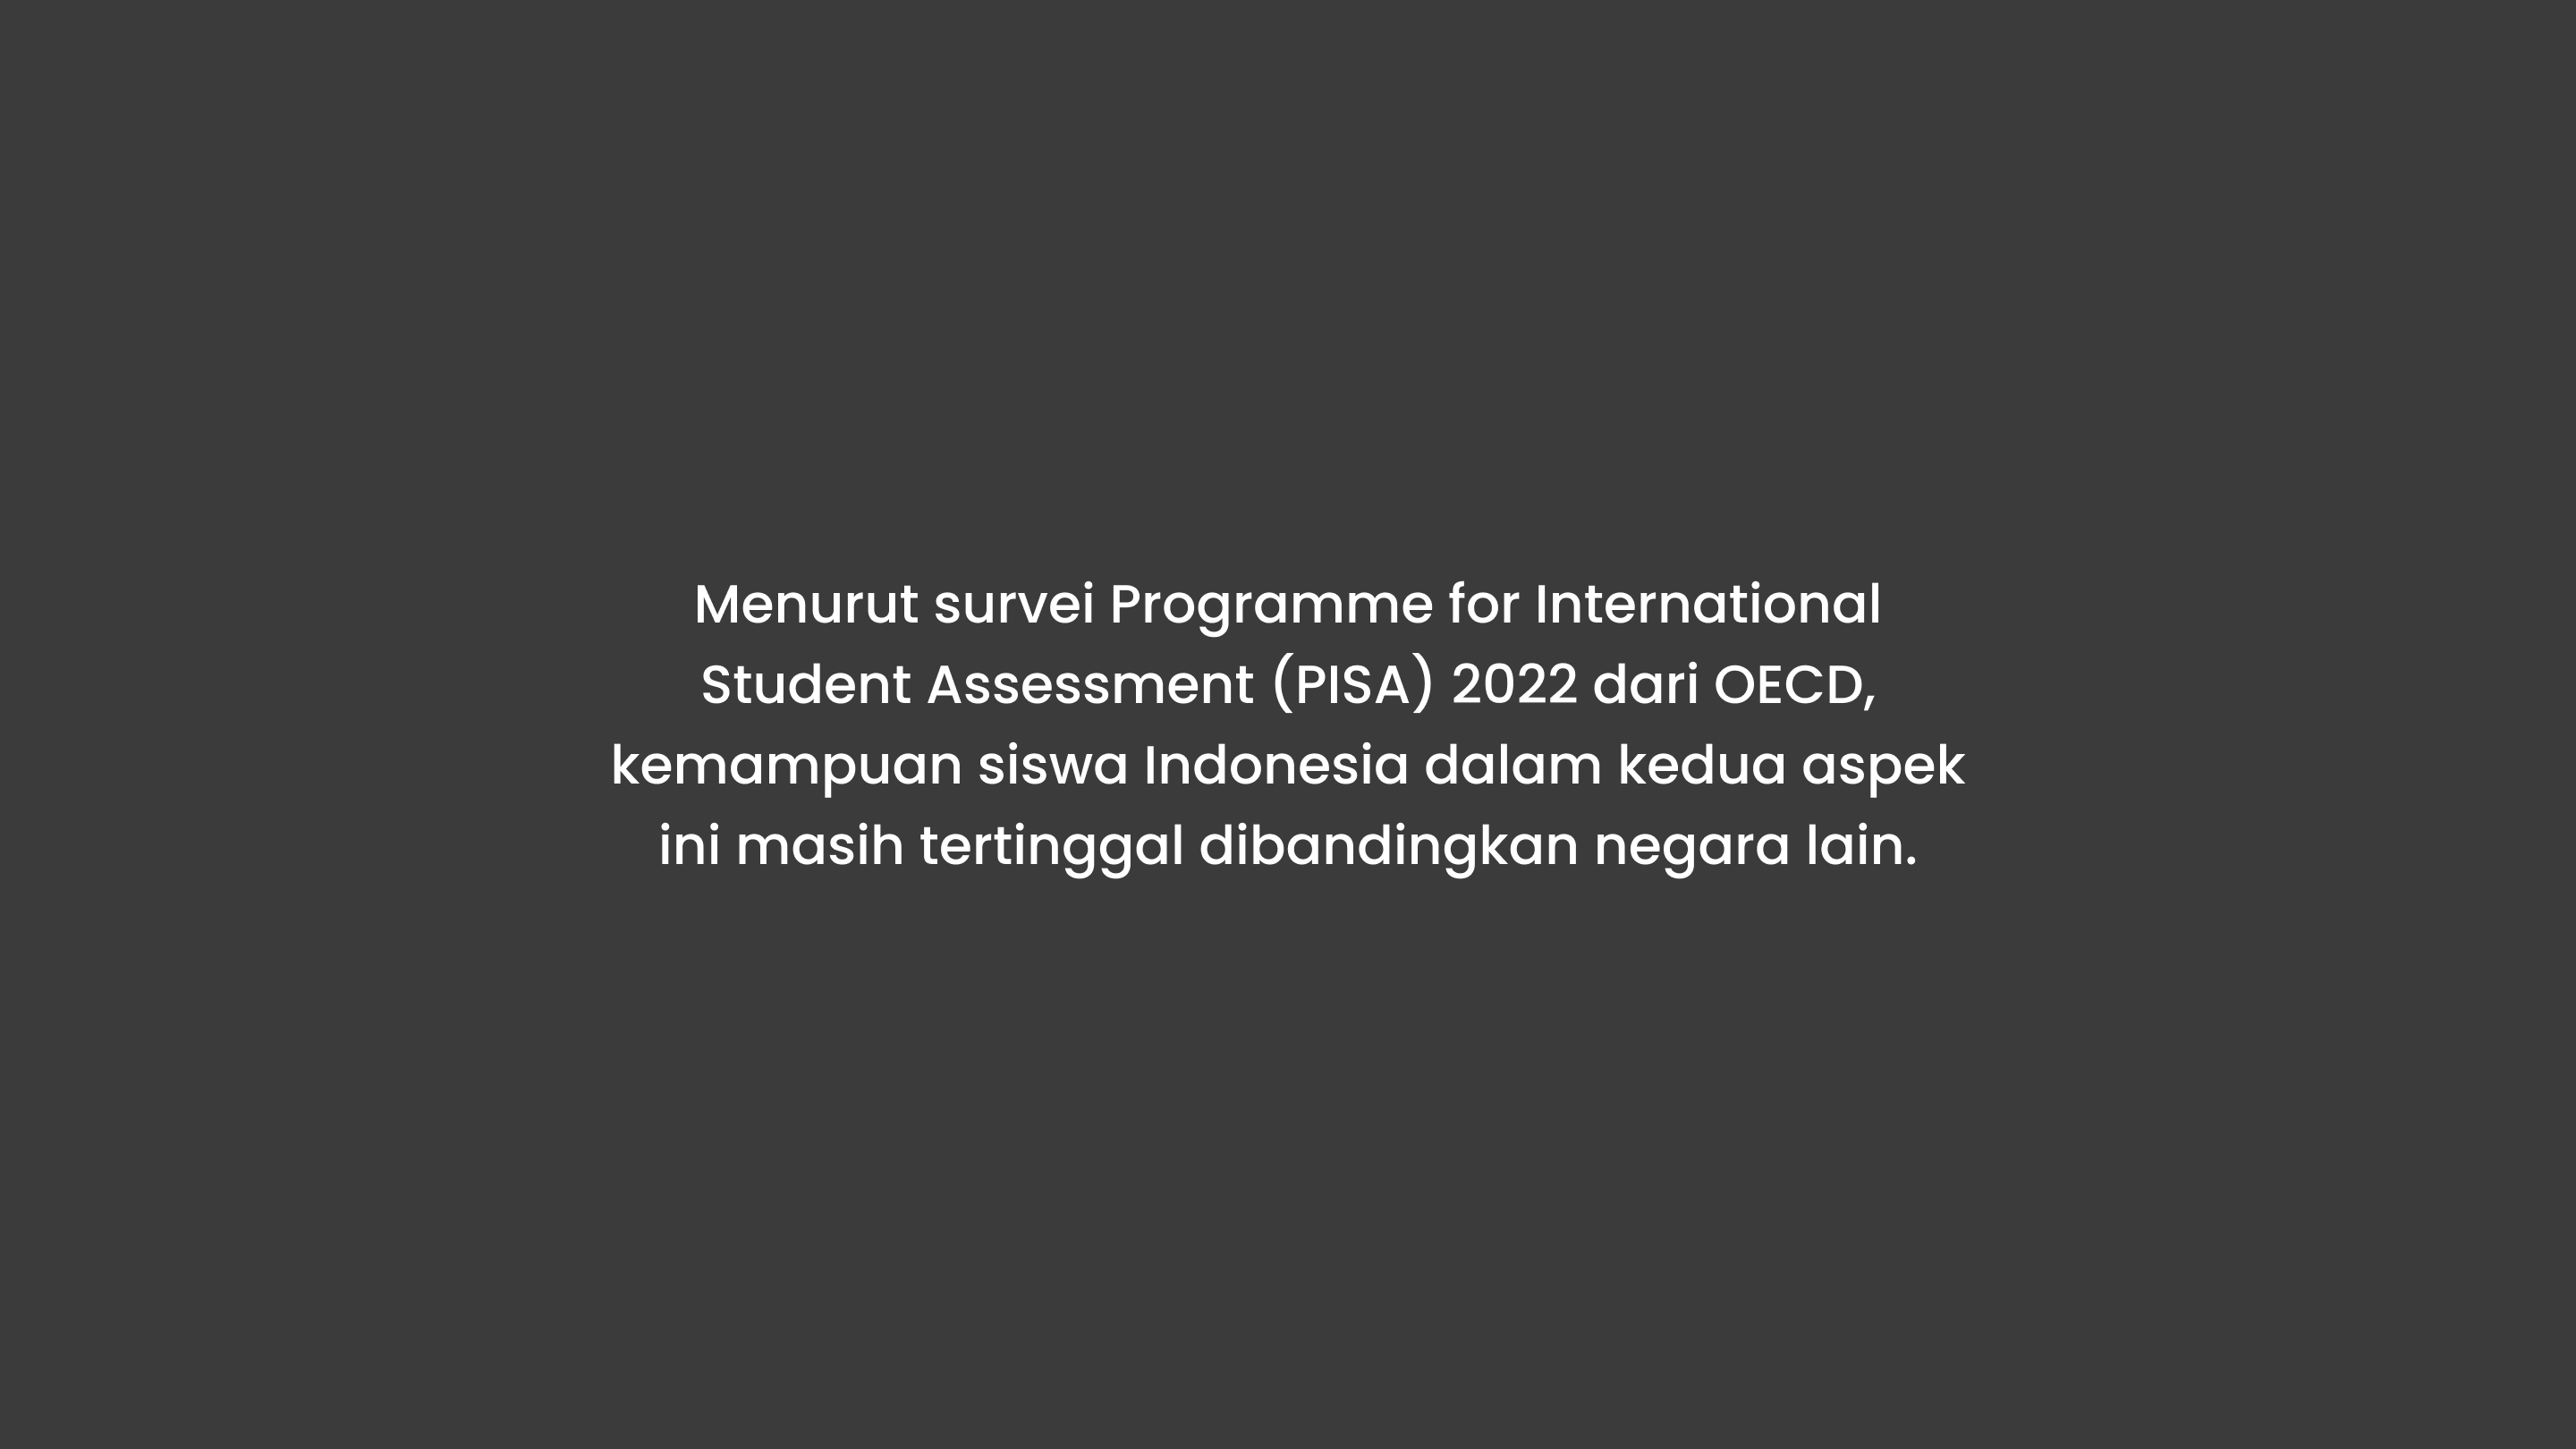 Menurut survei Programme for International
Student Assessment (PISA) 2022 dari OECD,
kemampuan siswa Indonesia dalam kedua aspek
ini masih tertinggal dibandingkan negara lain.